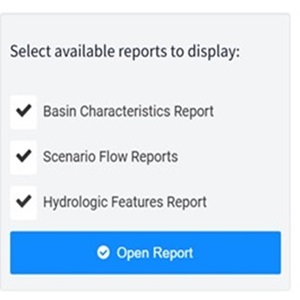 Select available reports to display:
Basin Characteristics Report
Scenario Flow Reports
Hydrologic Features Report
Open Report